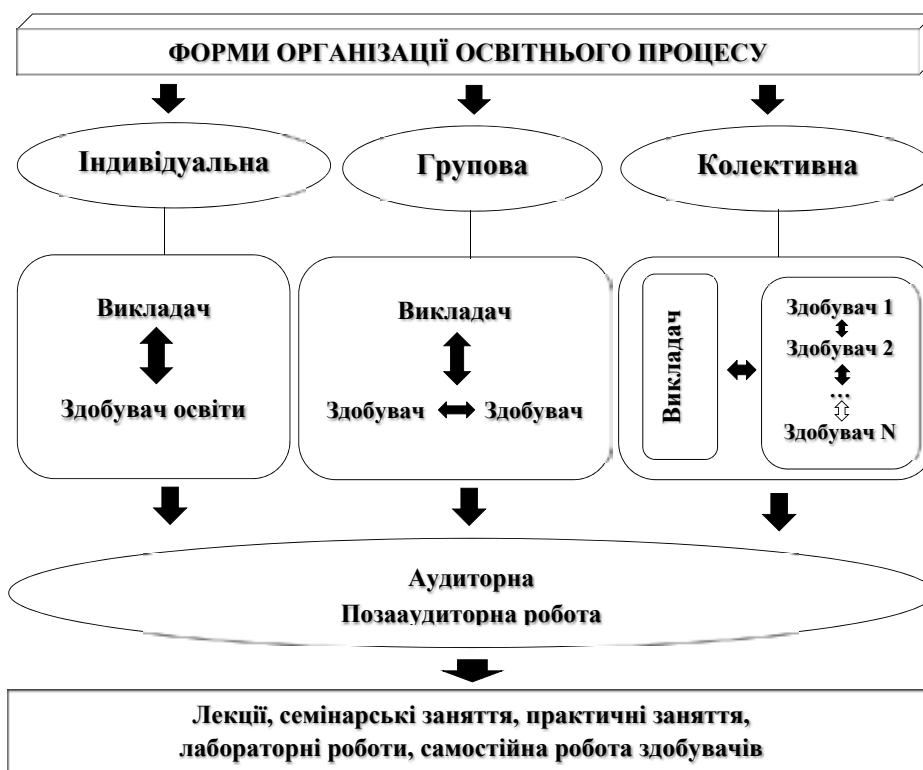 ФОРМИ ОРГАНІЗАЦІЇ ОСВІТНЬОГО ПРОЦЕСУ
Індивідуальна
Групова
Колективна
Викладач
Здобувач освіти
Викладач
Здобувач Здобувач
Викладач
Здобувач 1
Здобувач 2
...
Здобувач N
Аудиторна
Позааудиторна робота
Лекції, семінарські заняття, практичні заняття,
лабораторні роботи, самостійна робота здобувачів